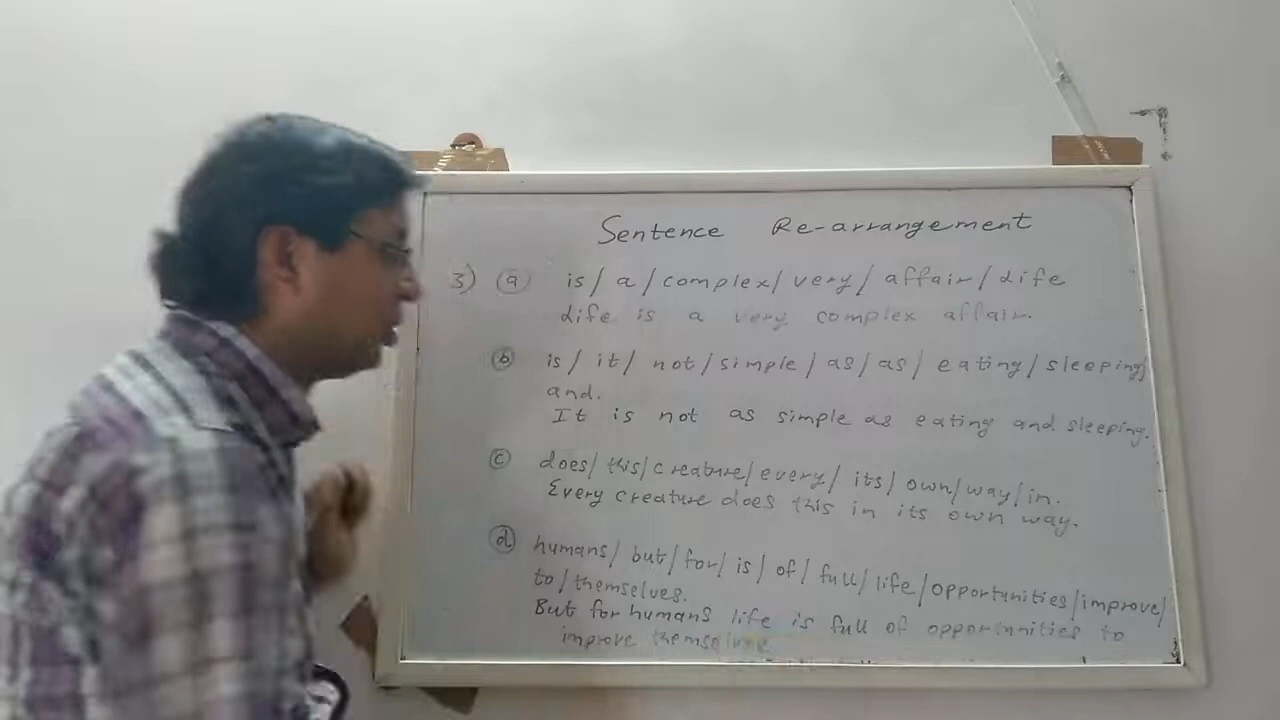 Sentence Re-arrangement
3) (a) is/ a/ complex/ very/ affair/ Life
Life is a very complex affair.
(b) is/ it/ not/ simple/ as/ as/ eating/ sleeping/
and.
It is not as simple as eating and sleeping.
(c) does/ this/ creature/ every/ its/ own/ way/ in.
Every creature does this in its own way.
(d) humans/ but/ for/ is/ of/ full/ life/ opportunities/ improve/
to/ themselves.
But for humans life is full of opportunities to
improve themselves